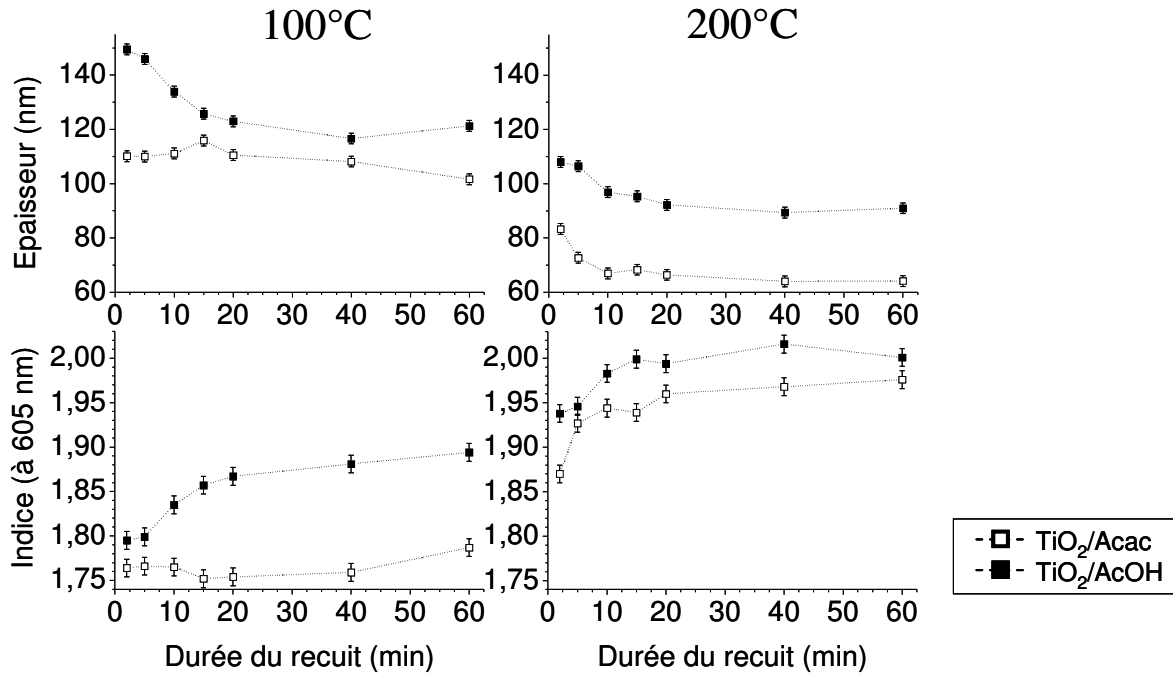 100°C
200°C
Epaisseur (nm)
140
120
100
80
60
0 10 20 30 40 50 60
140
120
100
80
60
0 10 20 30 40 50 60
Indice (à 605 nm)
2,00
1,95
1,90
1,85
1,80
1,75
0 10 20 30 40 50 60
Durée du recuit (min)
2,00
1,95
1,90
1,85
1,80
1,75
0 10 20 30 40 50 60
Durée du recuit (min)
TiO₂/Acac
TiO₂/AcOH